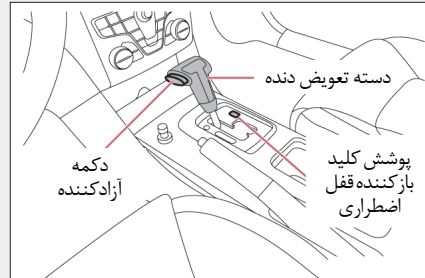 دسته تعویض دنده
دکمه
آزادکننده
پوشش کلید
بازکننده قفل
اضطراری